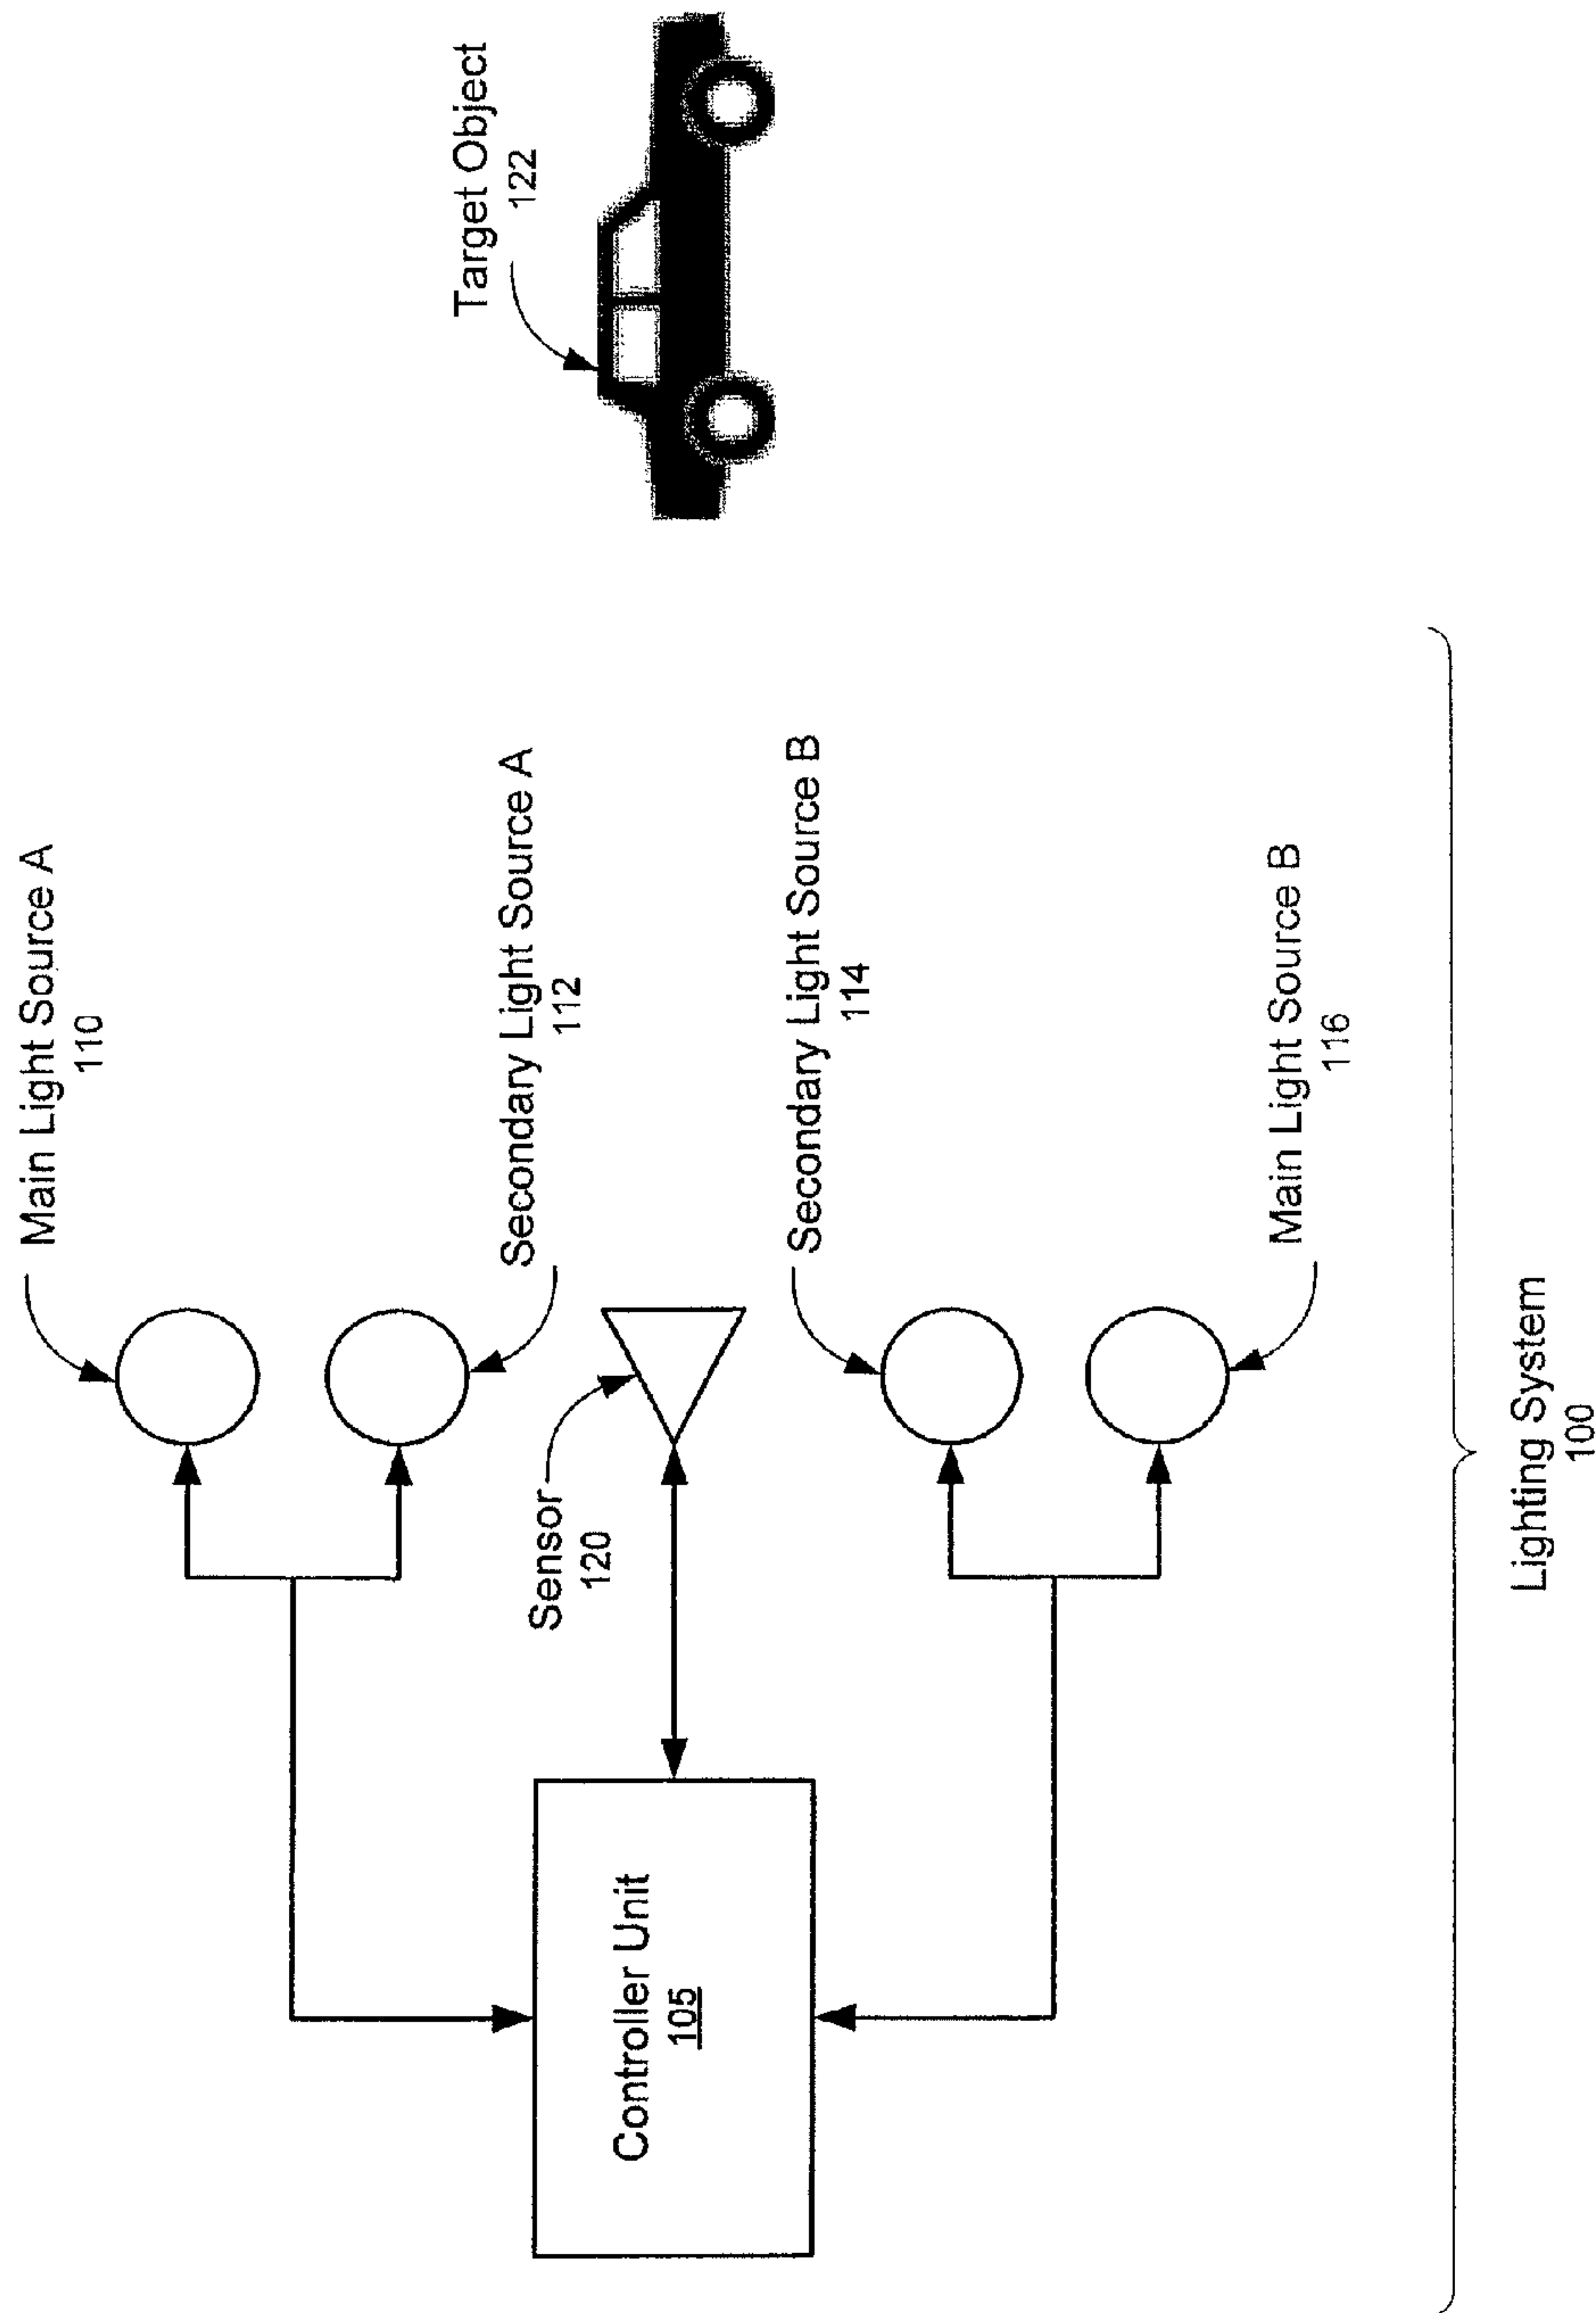 Main Light Source A
110
Secondary Light Source A
112
Target Object
122
Sensor
120
Controller Unit
105
Secondary Light Source B
114
Main Light Source B
116
Lighting System
100